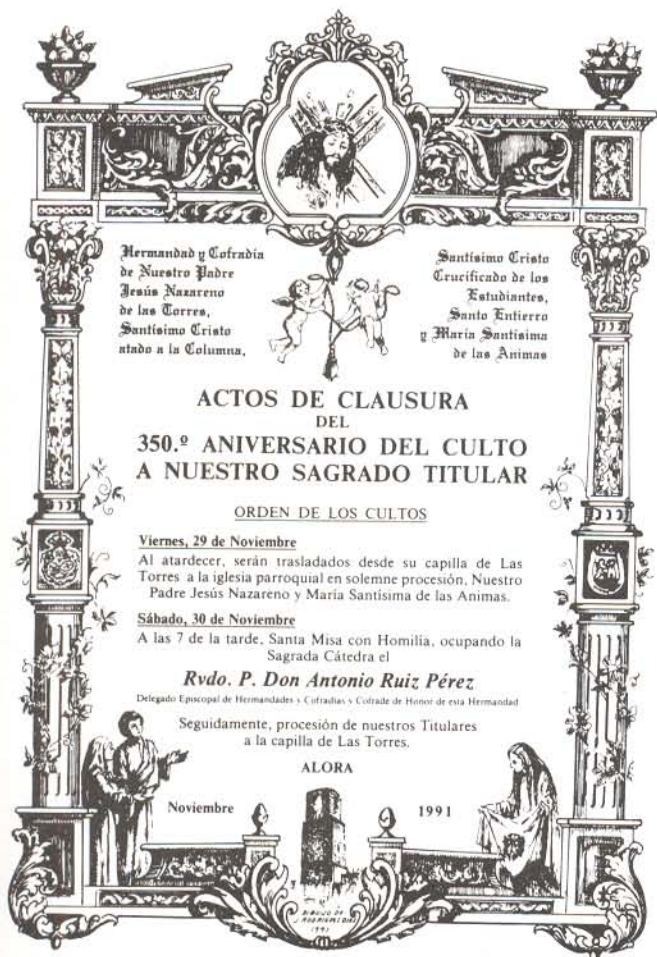 Hermandad y Cofradía
de Nuestro Padre
Jesús Nazareno
de las Torres,
Santísimo Cristo
atado a la Columna,
Santísimo Cristo
Crucificado de los
Estudiantes,
Santo Entierro
y María Santísima
de las Animas
ACTOS DE CLAUSURA
DEL
350.º ANIVERSARIO DEL CULTO
A NUESTRO SAGRADO TITULAR
ORDEN DE LOS CULTOS
Viernes, 29 de Noviembre
Al atardecer, serán trasladados desde su capilla de Las
Torres a la iglesia parroquial en solemne procesión, Nuestro
Padre Jesús Nazareno y María Santísima de las Animas.
Sábado, 30 de Noviembre
A las 7 de la tarde, Santa Misa con Homilía, ocupando la
Sagrada Cátedra el
Rvdo. P. Don Antonio Ruiz Pérez
Delegado Episcopal de Hermandades y Cofradías y Cofrade de Honor de esta Hermandad
Seguidamente, procesión de nuestros Titulares
a la capilla de Las Torres.
ALORA
Noviembre 1991
DIBUJO DE
1991